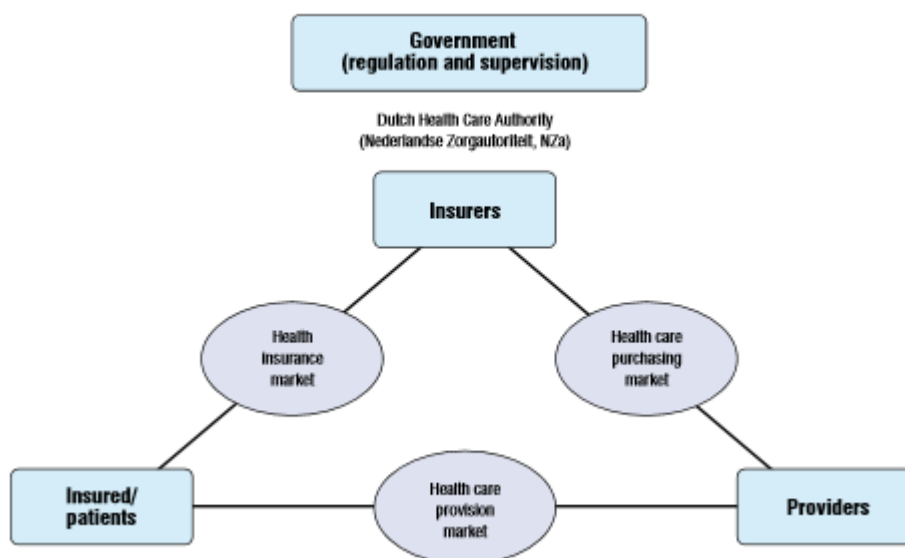 Government
(regulation and supervision)
Dutch Health Care Authority
(Nederlandse Zorgautoriteit, NZa)
Insurers
Health
insurance
market
Health care
purchasing
market
Insured/
patients
Health care
provision
market
Providers